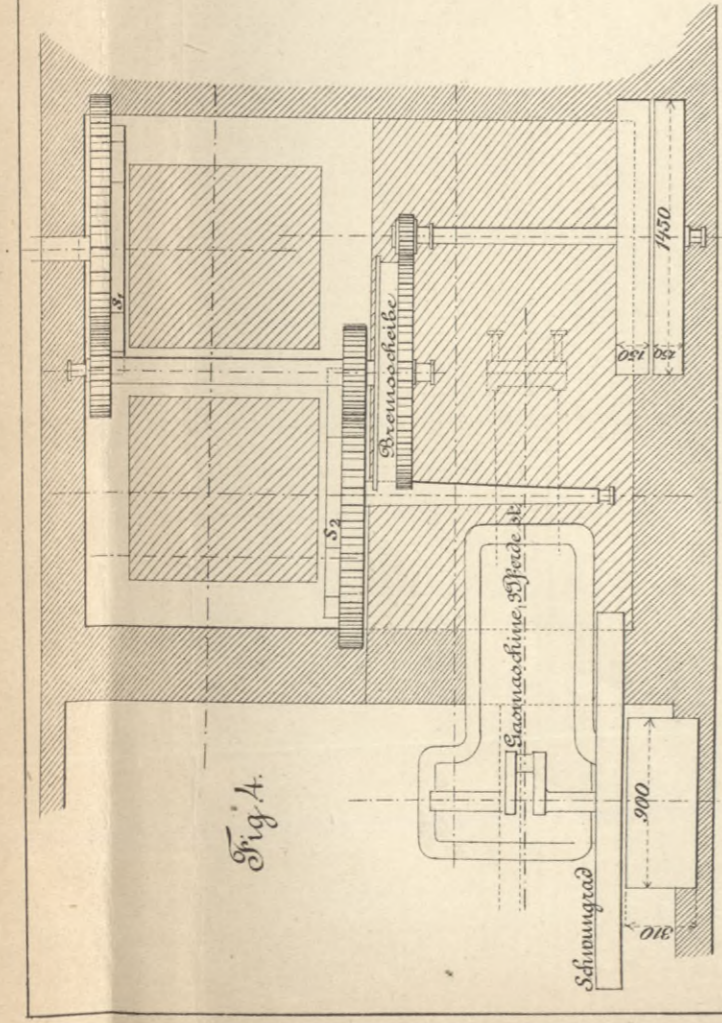 Fig. 4.
S₁
S₂
Bremsscheibe
Gasmaschine, 3 Pferde st.
Schwungrad
1450
150
150
900
310